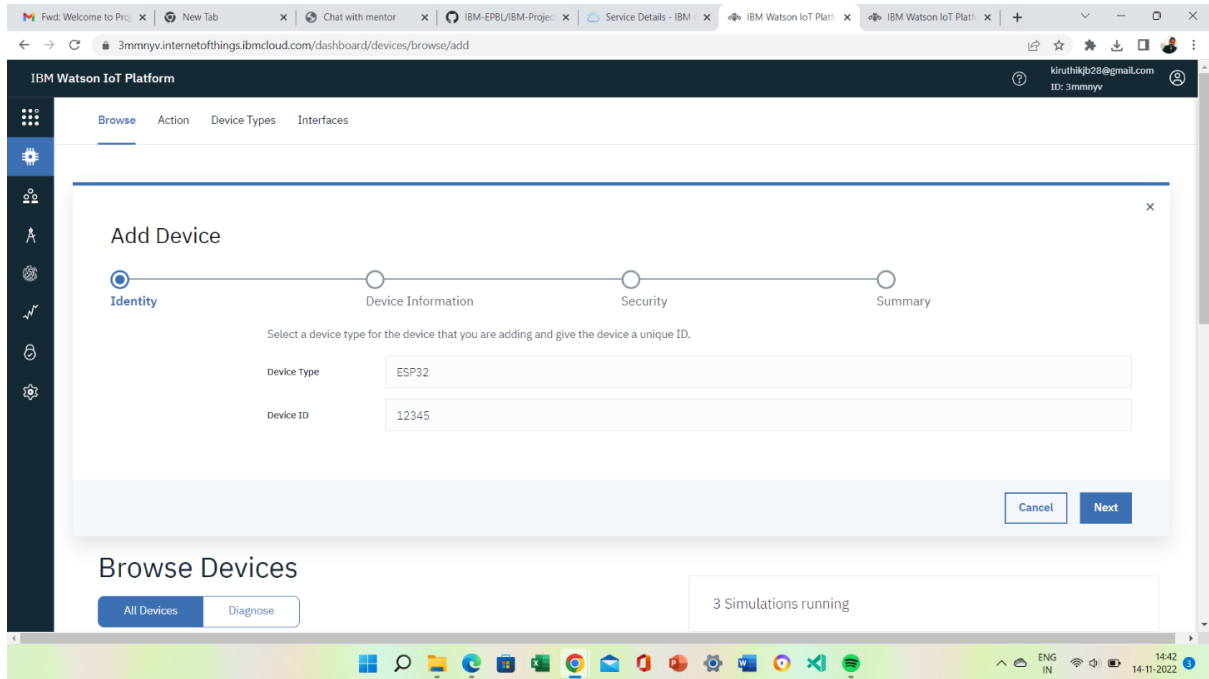 Fwd: Welcome to Proj
New Tab
Chat with mentor
IBM-EPBL/IBM-Projec
Service Details - IBM
IBM Watson IoT Platf
IBM Watson IoT Platf
3mmnyv.internetofthings.ibmcloud.com/dashboard/devices/browse/add
IBM Watson IoT Platform
kiruthikjb28@gmail.com
ID: 3mmnyv
Browse Action Device Types Interfaces
Add Device
Identity Device Information Security Summary
Select a device type for the device that you are adding and give the device a unique ID.
Device Type ESP32
Device ID 12345
Cancel Next
Browse Devices
3 Simulations running
All Devices Diagnose
ENG 14:42
IN 14-11-2022 3